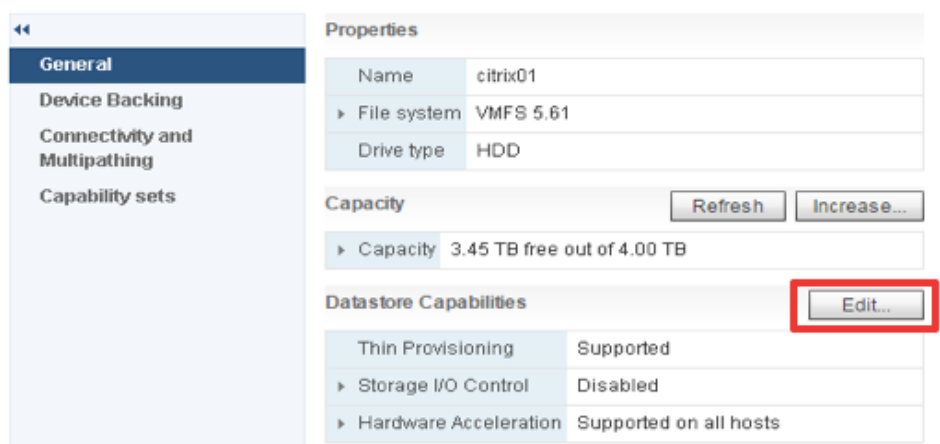 General
Device Backing
Connectivity and
Multipathing
Capability sets
Properties
Name citrix01
File system VMFS 5.61
Drive type HDD
Capacity Refresh Increase...
Capacity 3.45 TB free out of 4.00 TB
Datastore Capabilities Edit...
Thin Provisioning Supported
Storage I/O Control Disabled
Hardware Acceleration Supported on all hosts